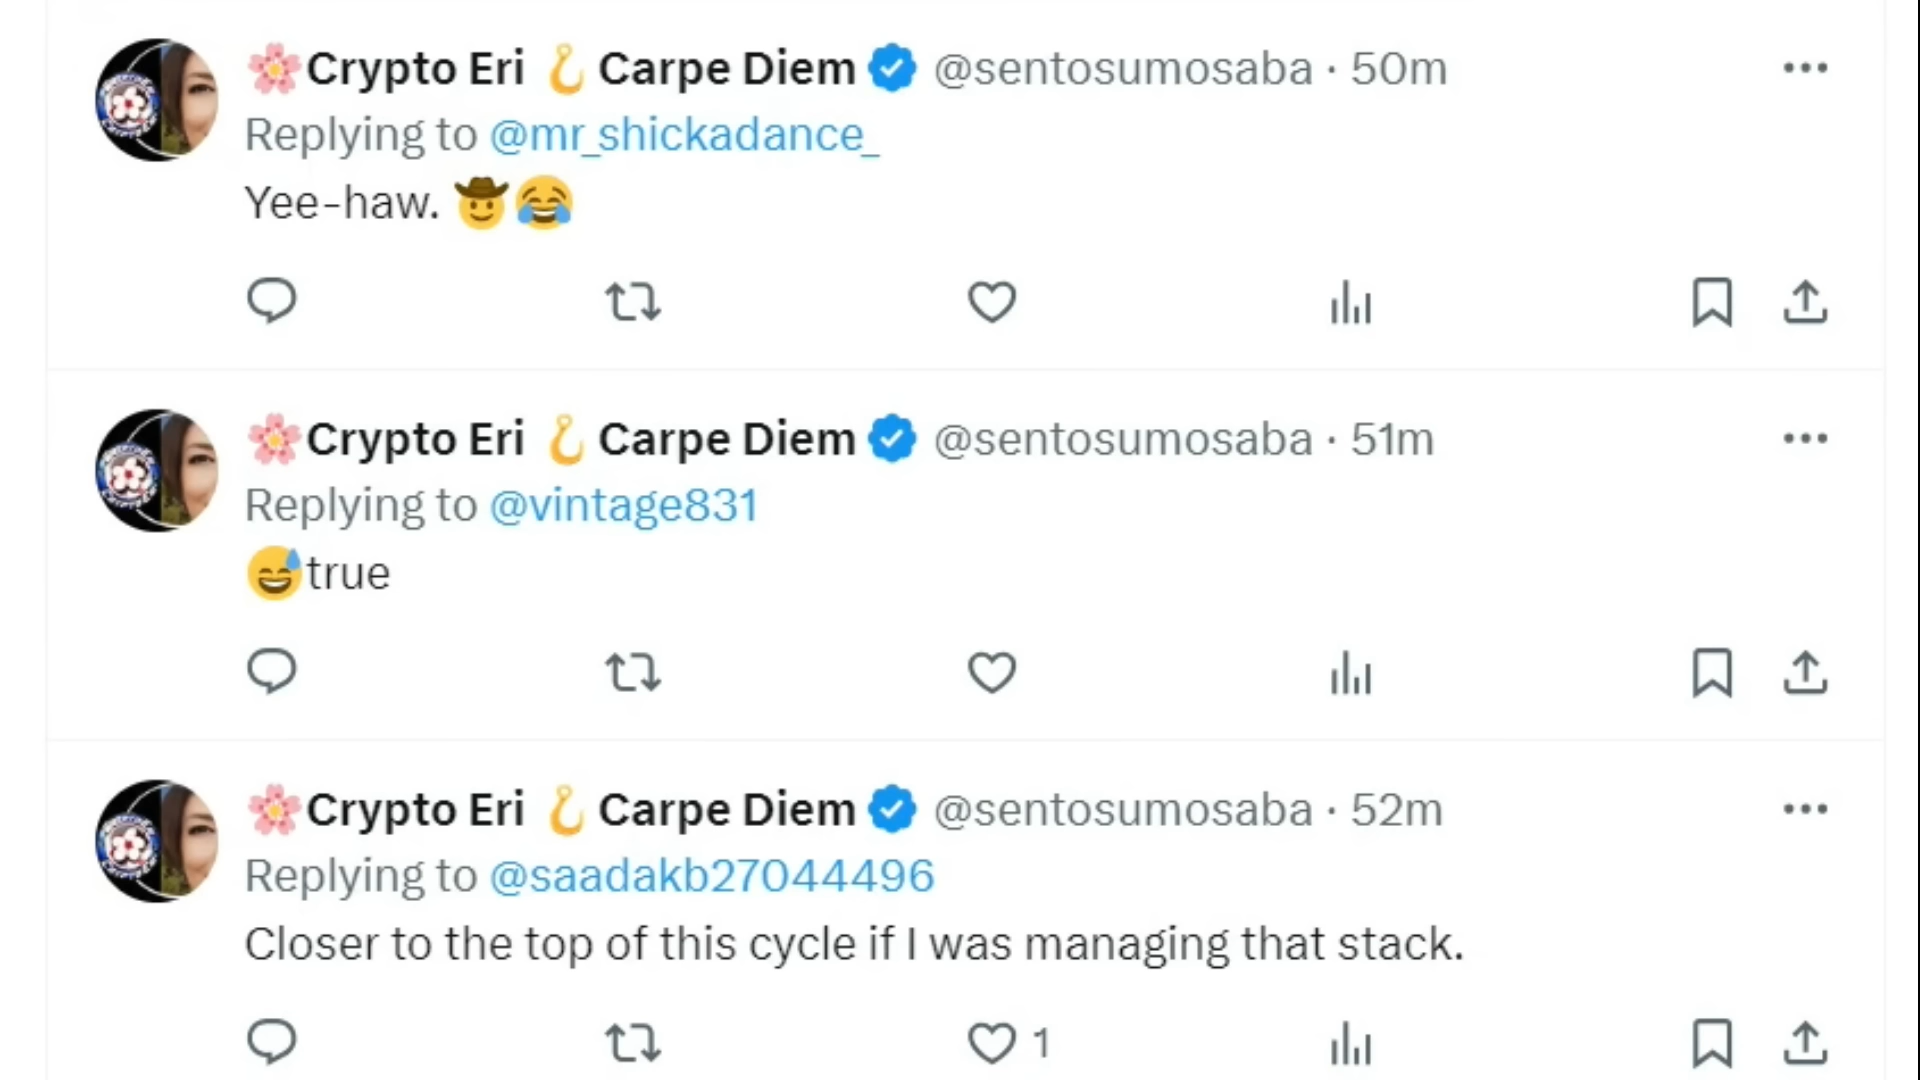 🌸Crypto Eri 🪝 Carpe Diem @sentosumosaba · 50m
Replying to @mr_shickadance_
Yee-haw. 🤠😂
🌸Crypto Eri 🪝 Carpe Diem @sentosumosaba · 51m
Replying to @vintage831
😅true
🌸Crypto Eri 🪝 Carpe Diem @sentosumosaba · 52m
Replying to @saadakb27044496
Closer to the top of this cycle if I was managing that stack.
1